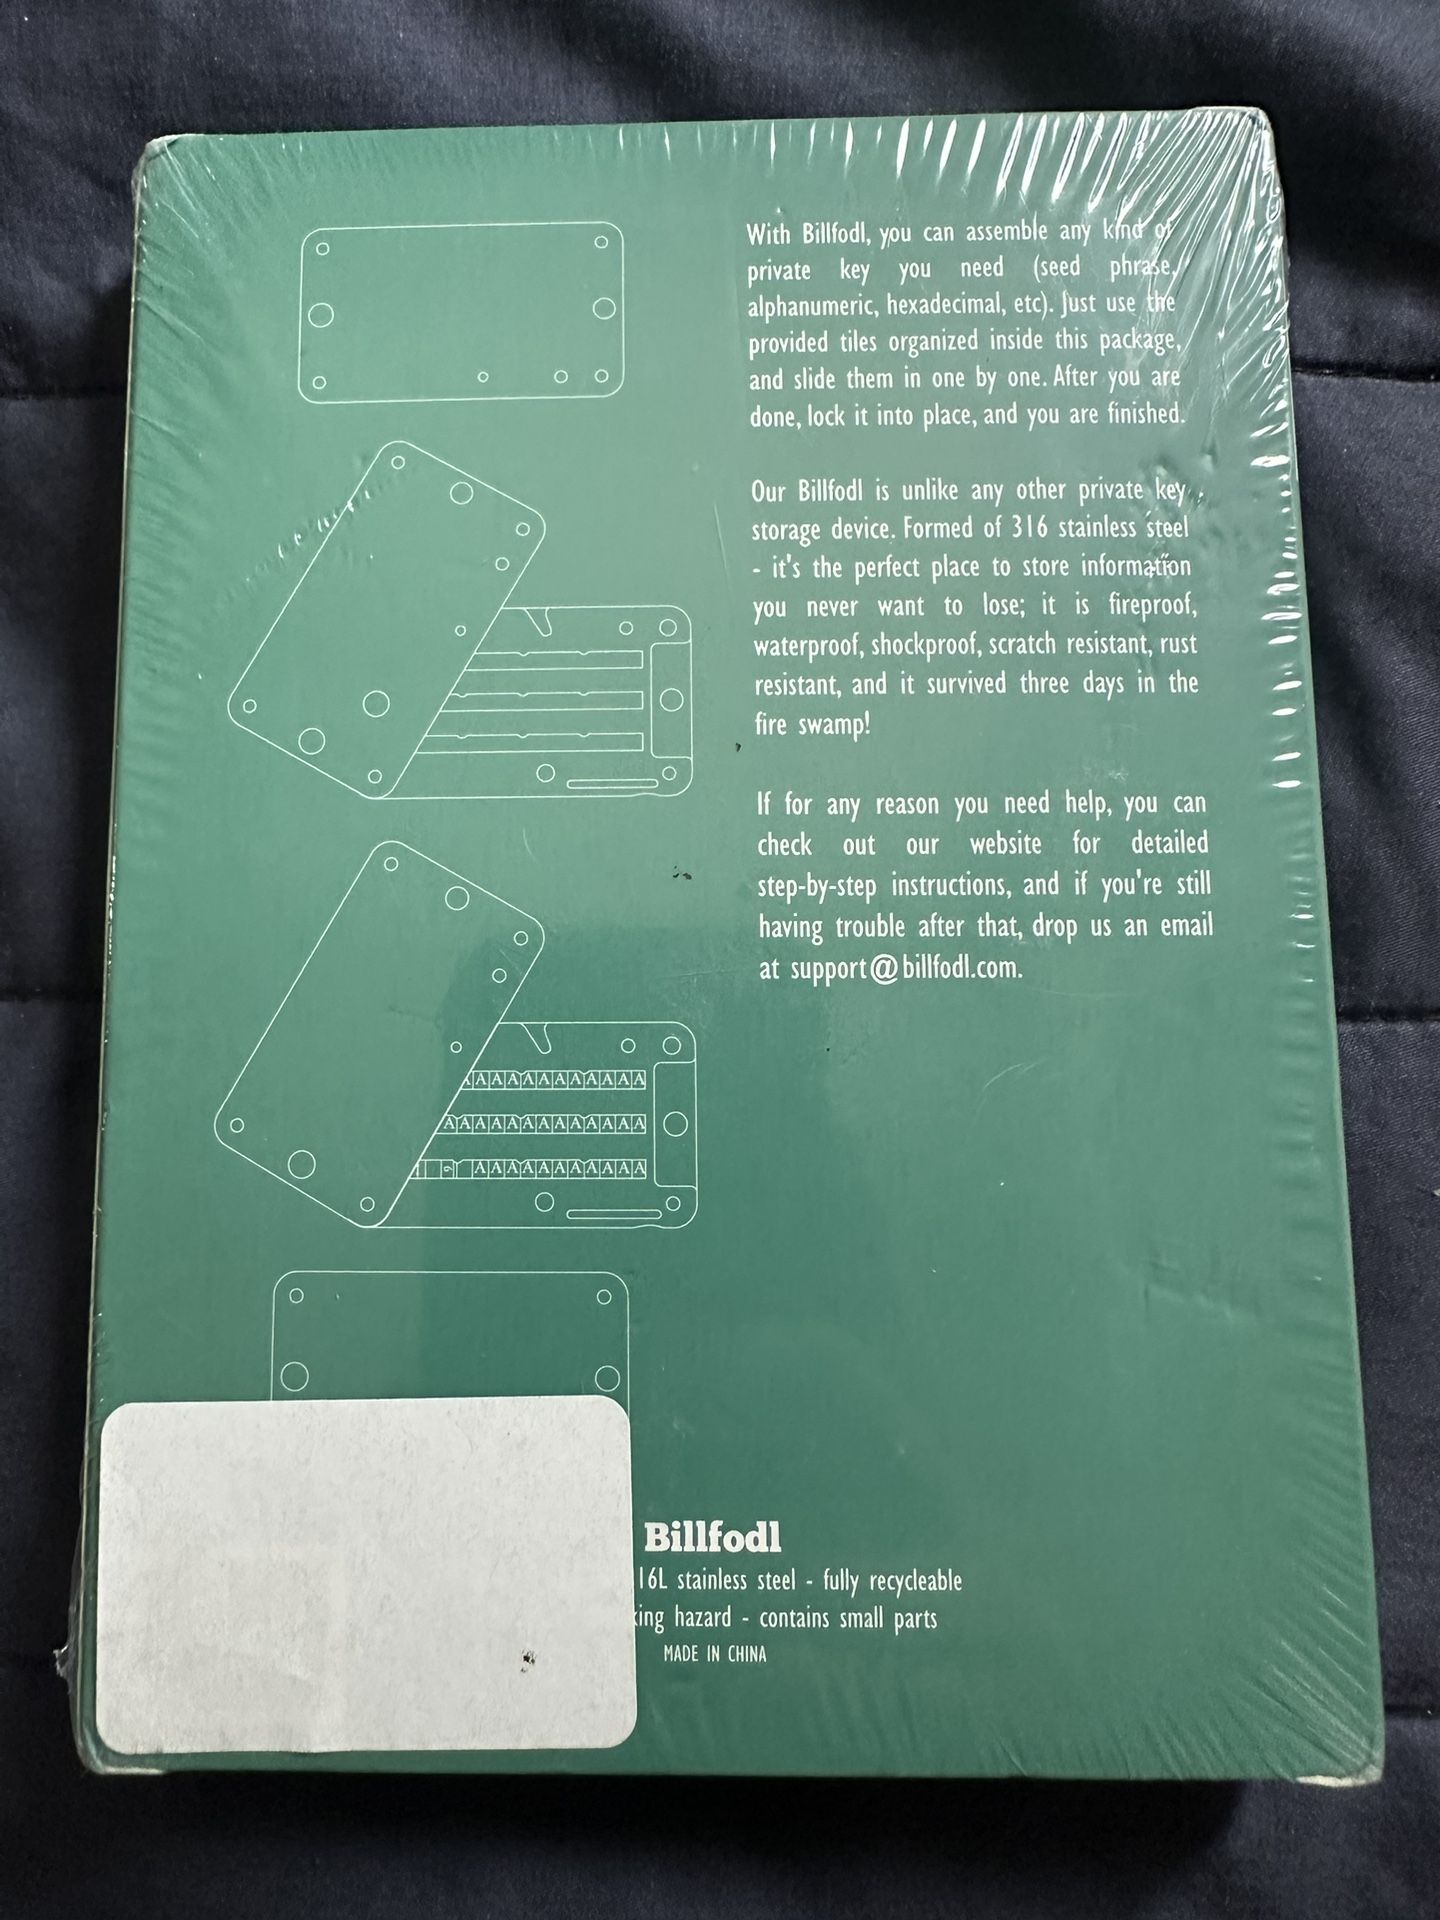 With Billfodl, you can assemble any kind of
private key you need (seed phrase,
alphanumeric, hexadecimal, etc). Just use the
provided tiles organized inside this package,
and slide them in one by one. After you are
done, lock it into place, and you are finished.
Our Billfodl is unlike any other private key
storage device. Formed of 316 stainless steel
- it's the perfect place to store information
you never want to lose; it is fireproof,
waterproof, shockproof, scratch resistant, rust
resistant, and it survived three days in the
fire swamp!
If for any reason you need help, you can
check out our website for detailed
step-by-step instructions, and if you're still
having trouble after that, drop us an email
at support@billfodl.com.
AAAAAAAAAAAA
AAAAAAAAAAAAA
9 AAAAAAAAAAA
Billfodl
16L stainless steel - fully recycleable
king hazard - contains small parts
MADE IN CHINA